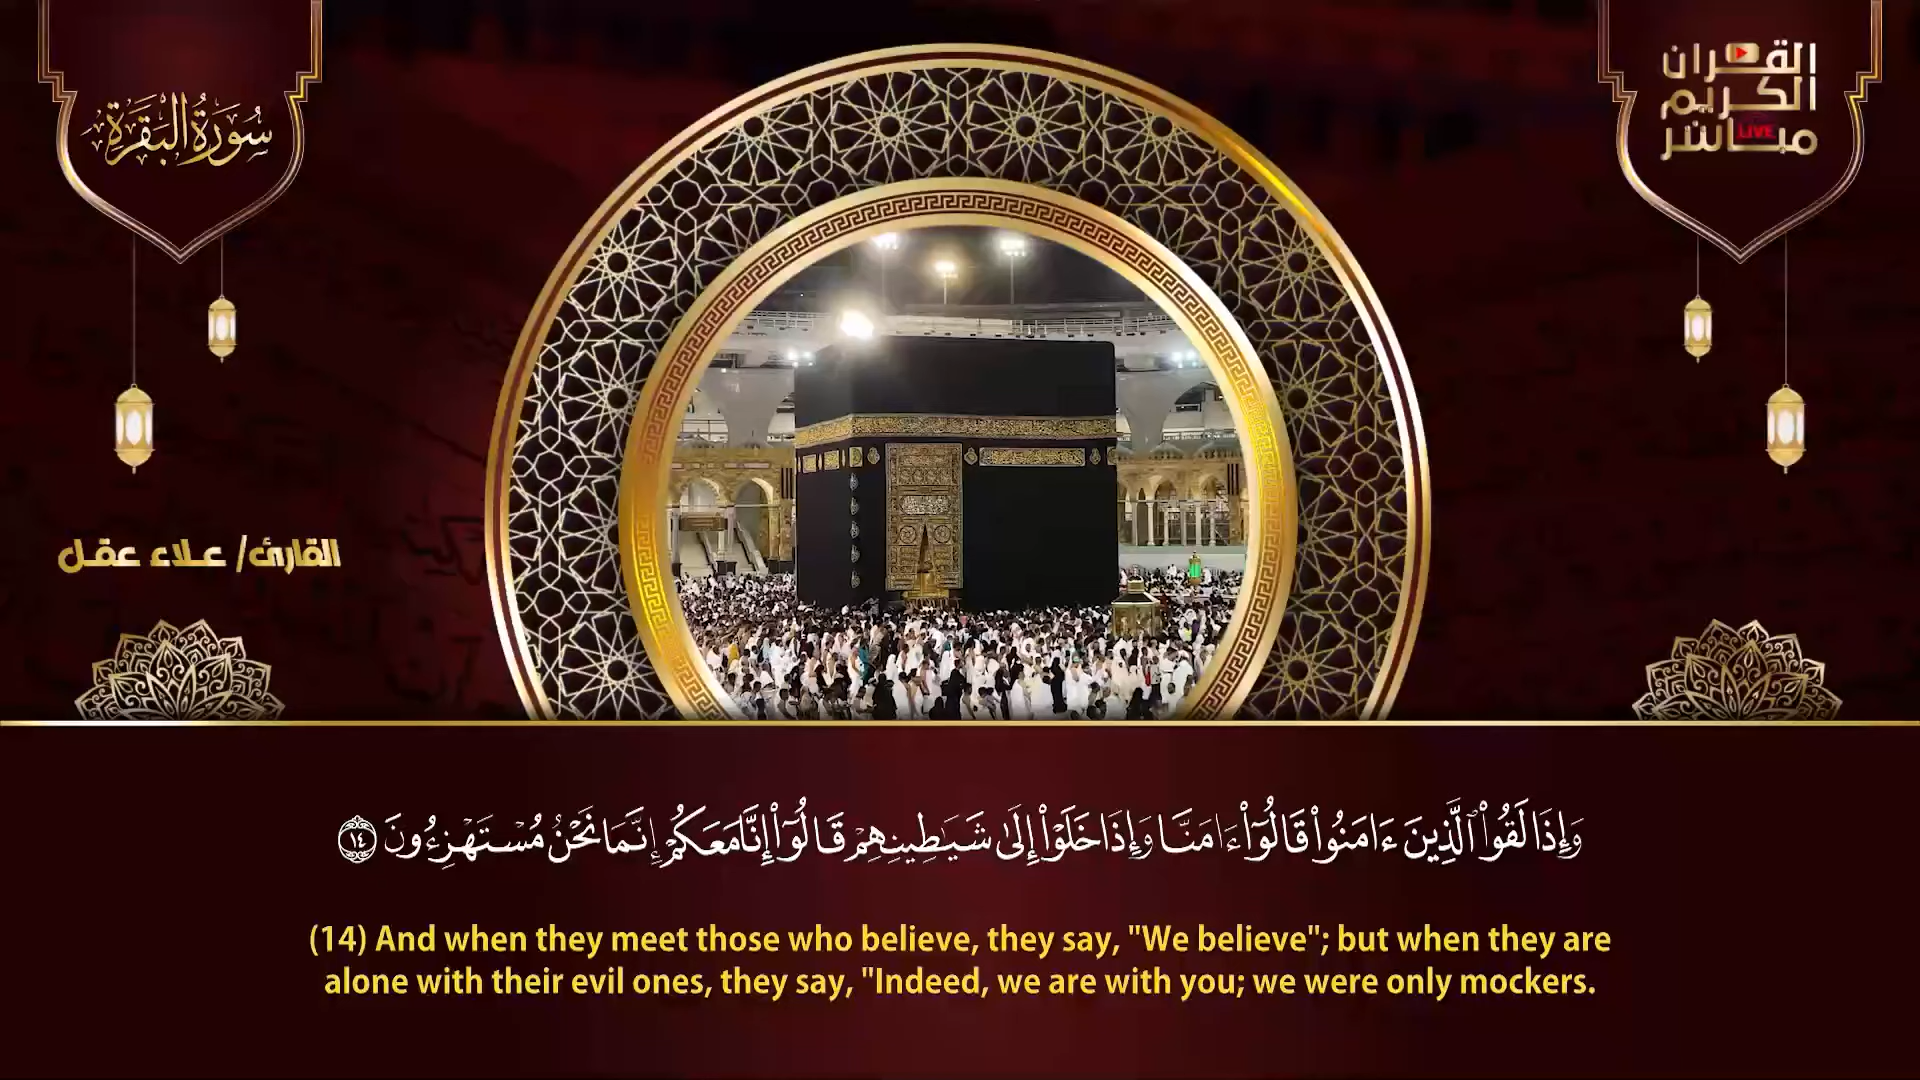 سُورَةُ البَقَرَةِ
القران
الكريم
مباشر
LIVE
القارئ/ علاء عقل
وَإِذَا لَقُوا۟ ٱلَّذِينَ ءَامَنُوا۟ قَالُوٓا۟ ءَامَنَّا وَإِذَا خَلَوْا۟ إِلَىٰ شَيَـٰطِينِهِمْ قَالُوٓا۟ إِنَّا مَعَكُمْ إِنَّمَا نَحْنُ مُسْتَهْزِءُونَ ١٤
(14) And when they meet those who believe, they say, "We believe"; but when they are
alone with their evil ones, they say, "Indeed, we are with you; we were only mockers.